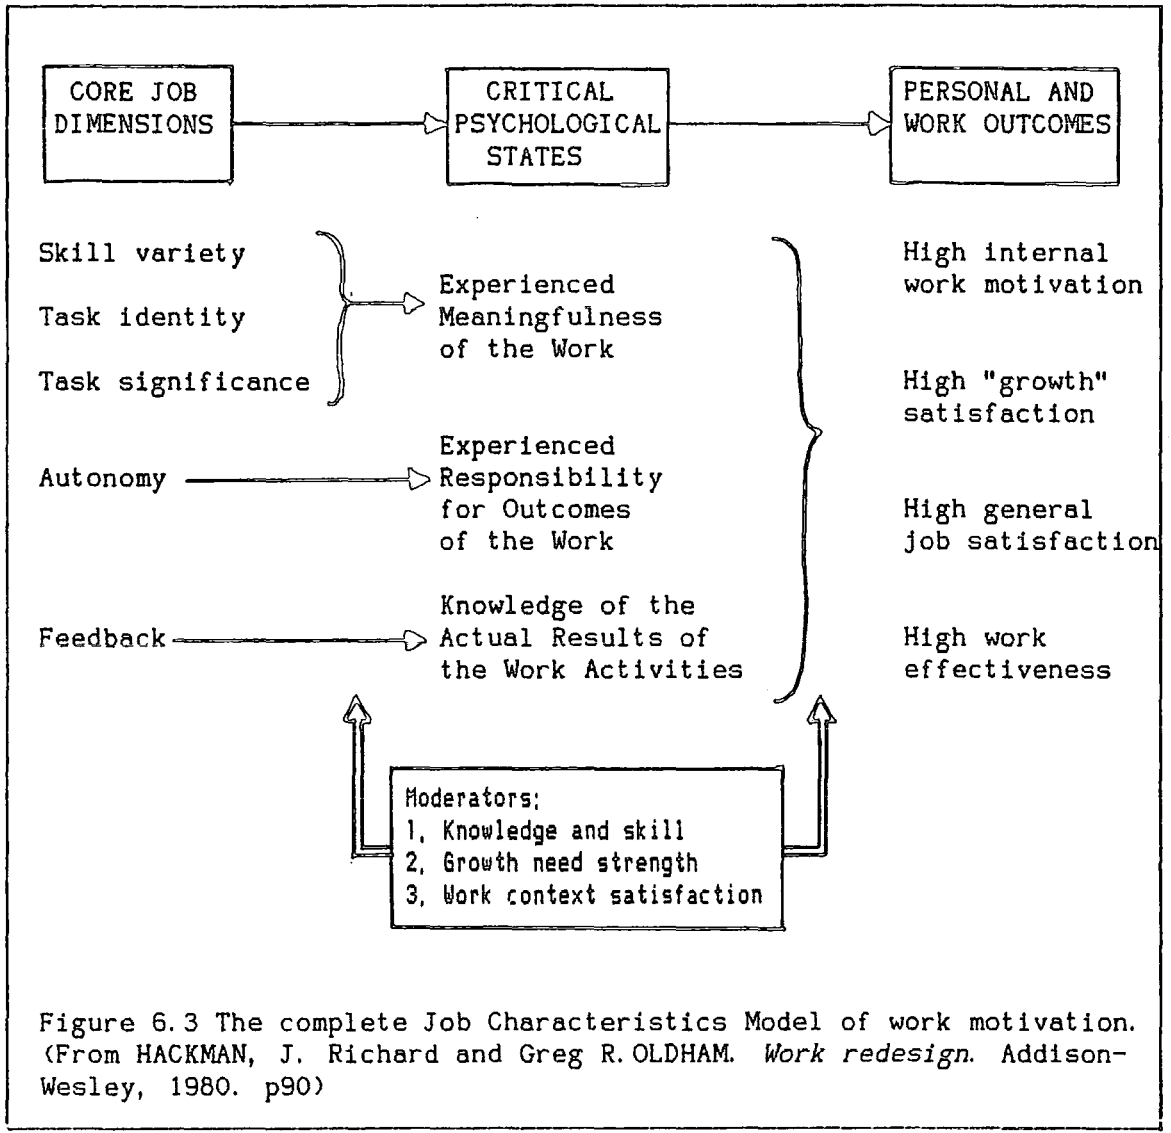 CORE JOB
DIMENSIONS
CRITICAL
PSYCHOLOGICAL
STATES
PERSONAL AND
WORK OUTCOMES
Skill variety
Task identity
Task significance
Autonomy
Feedback
Experienced
Meaningfulness
of the Work
Experienced
Responsibility
for Outcomes
of the Work
Knowledge of the
Actual Results of
the Work Activities
High internal
work motivation
High "growth"
satisfaction
High general
job satisfaction
High work
effectiveness
Moderators:
1. Knowledge and skill
2. Growth need strength
3. Work context satisfaction
Figure 6.3 The complete Job Characteristics Model of work motivation.
(From HACKMAN, J. Richard and Greg R. OLDHAM. Work redesign. Addison-
Wesley, 1980. p90)